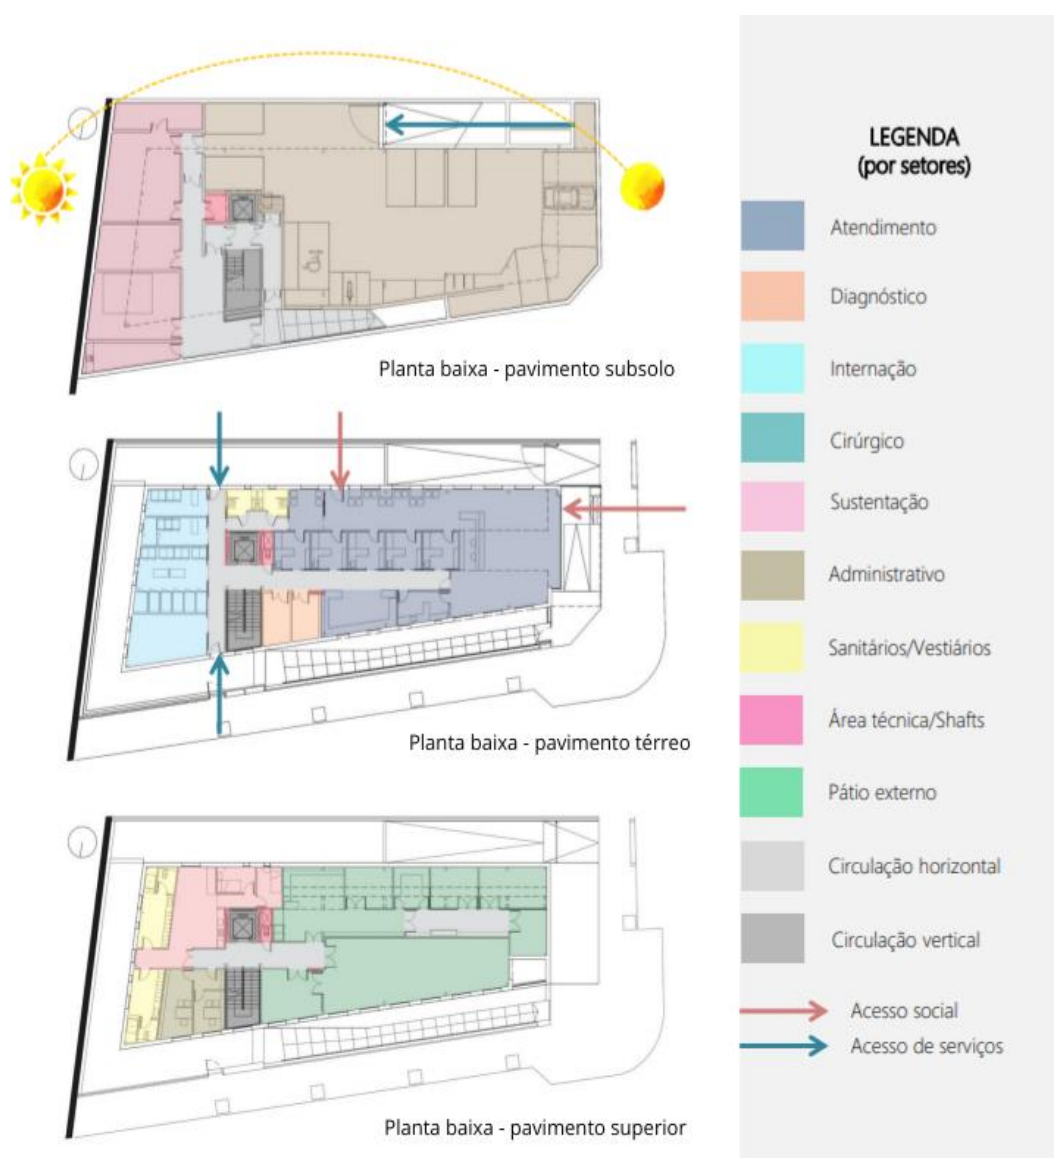 Planta baixa - pavimento subsolo
Planta baixa - pavimento térreo
Planta baixa - pavimento superior
LEGENDA
(por setores)
Atendimento
Diagnóstico
Internação
Cirúrgico
Sustentação
Administrativo
Sanitários/Vestiários
Área técnica/Shafts
Pátio externo
Circulação horizontal
Circulação vertical
Acesso social
Acesso de serviços